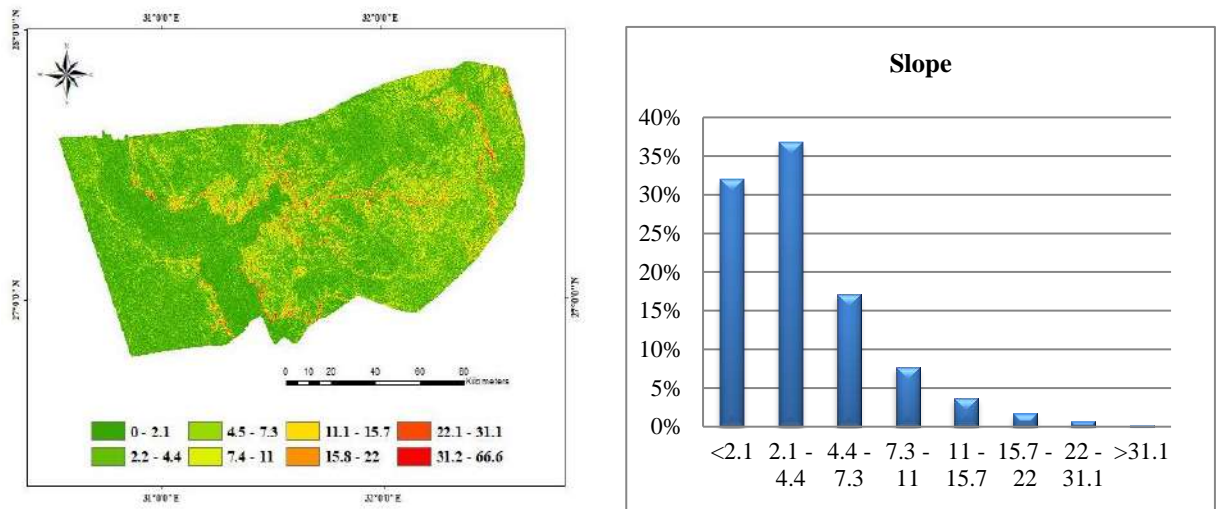 31°0'0"E 32°0'0"E
28°0'0"N
27°0'0"N 27°0'0"N
0 10 20 40 60 80
Kilometers
0 - 2.1 4.5 - 7.3 11.1 - 15.7 22.1 - 31.1
2.2 - 4.4 7.4 - 11 15.8 - 22 31.2 - 66.6
31°0'0"E 32°0'0"E
Slope
40%
35%
30%
25%
20%
15%
10%
5%
0%
<2.1 2.1 - 4.4 - 7.3 - 11 - 15.7 - 22 - >31.1
4.4 7.3 11 15.7 22 31.1